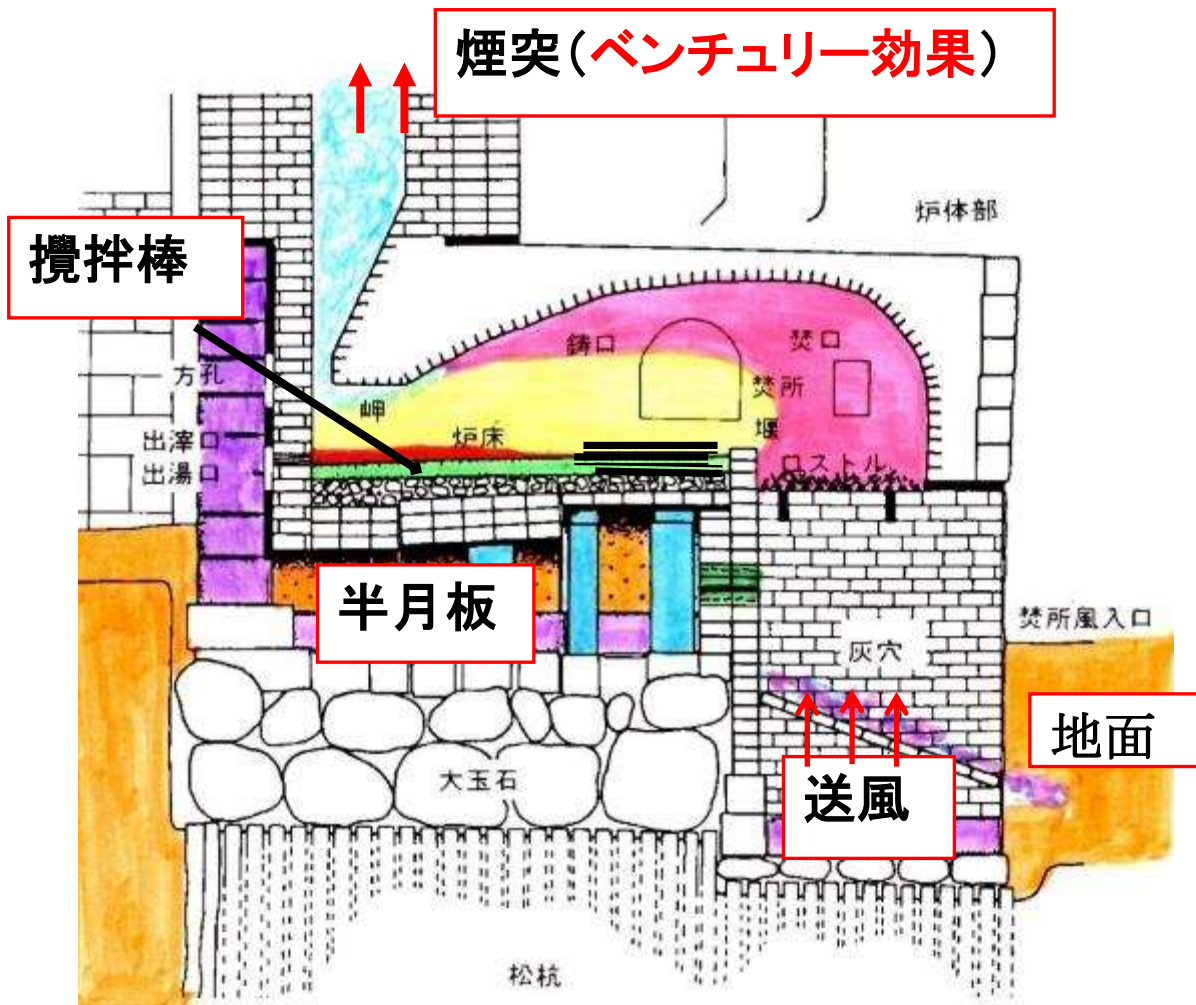 煙突(ベンチュリー効果)
炉体部
攪拌棒
鋳口
焚口
方孔
焚所
岬
堰
炉床
出滓口
ロストル
出湯口
半月板
焚所風入口
灰穴
地面
大玉石
送風
松杭